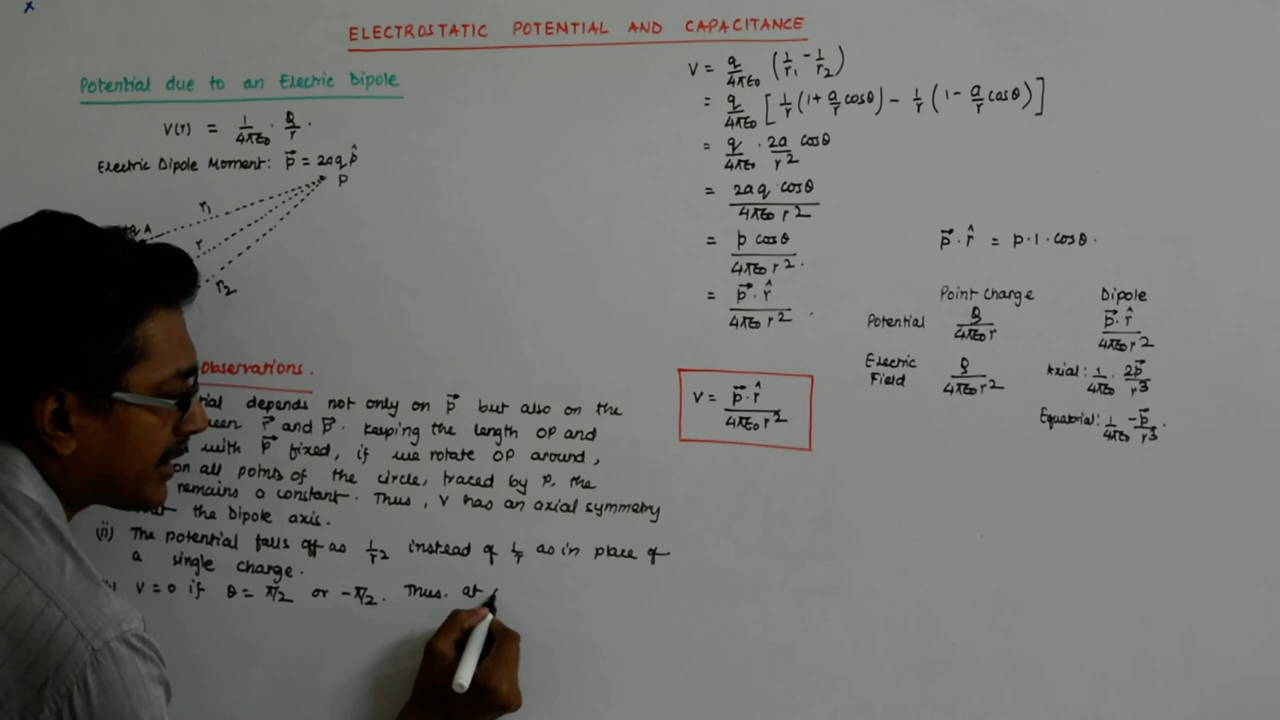 x
ELECTROSTATIC POTENTIAL AND CAPACITANCE
Potential due to an Electric Dipole
V(r) = 1/4πε0 · Q/r .
Electric Dipole Moment: p⃗ = 2aq p̂
P
r1
A
r
r2
Observations.
depends not only on p⃗ but also on the
r⃗ and p⃗. Keeping the length OP and
with p⃗ fixed, if we rotate OP around,
on all points of the circle, traced by P, the
remains a constant. Thus, V has an axial symmetry
the Dipole axis.
(ii) The potential falls off as 1/r2 instead of 1/r as in place of
a single charge.
V=0 if θ = π/2 or -π/2. Thus. at
V = q/4πε0 (1/r1 - 1/r2)
= q/4πε0 [1/r (1 + a/r cosθ) - 1/r (1 - a/r cosθ)]
= q/4πε0 · 2a/r2 cosθ
= 2aq cosθ / 4πε0 r2
= p cosθ / 4πε0 r2 .
= p⃗ · r̂ / 4πε0 r2 .
V = p⃗ · r̂ / 4πε0 r2
p⃗ · r̂ = p·1·cosθ.
Point Charge Dipole
Potential Q/4πε0r p⃗ · r̂ / 4πε0r2
Electric Field Q/4πε0r2 Axial: 1/4πε0 · 2p⃗/r3
Equatorial: 1/4πε0 -p⃗/r3 .